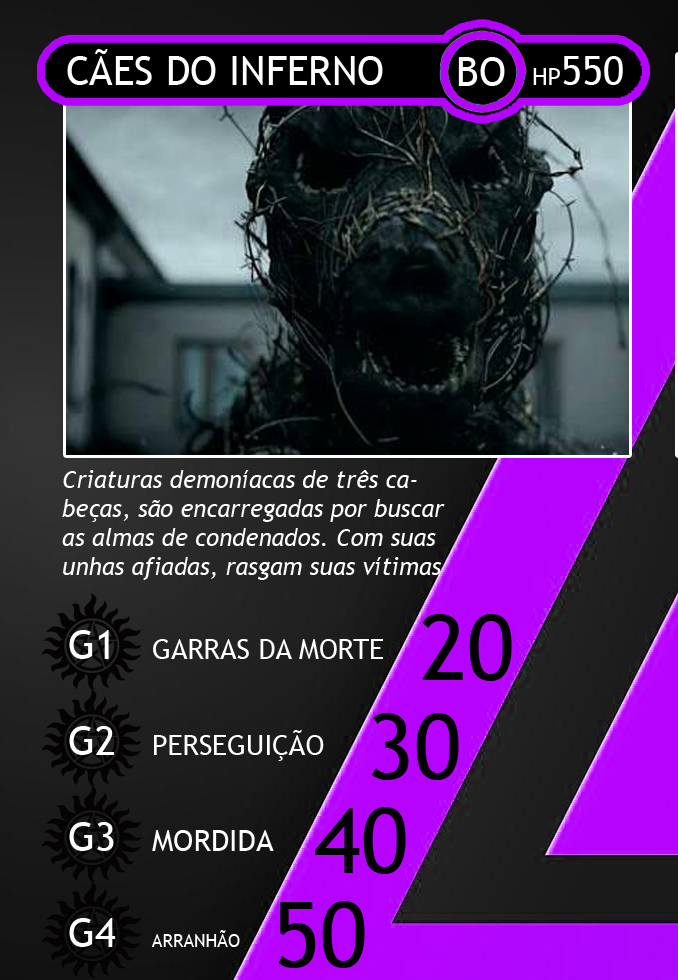 CÃES DO INFERNO BO HP550
Criaturas demoníacas de três ca-
beças, são encarregadas por buscar
as almas de condenados. Com suas
unhas afiadas, rasgam suas vítimas
G1 GARRAS DA MORTE 20
G2 PERSEGUIÇÃO 30
G3 MORDIDA 40
G4 ARRANHÃO 50